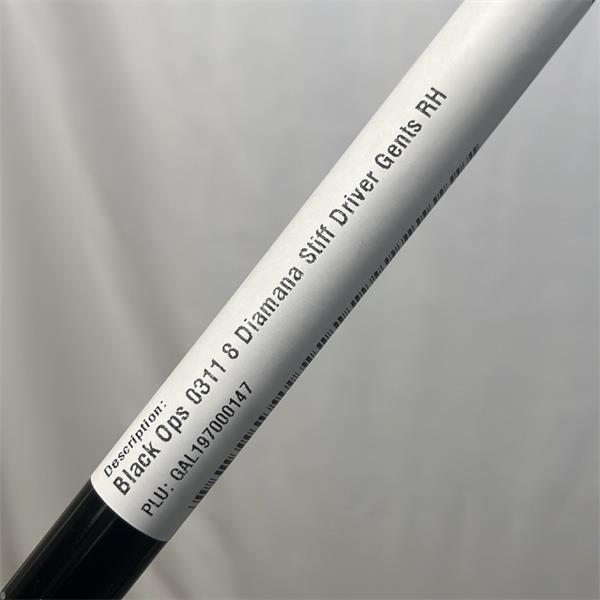 Description:
Black Ops 0311 8 Diamana Stiff Driver Gents RH
PLU: GAL197000147